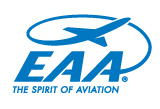 EAA®
THE SPIRIT OF AVIATION